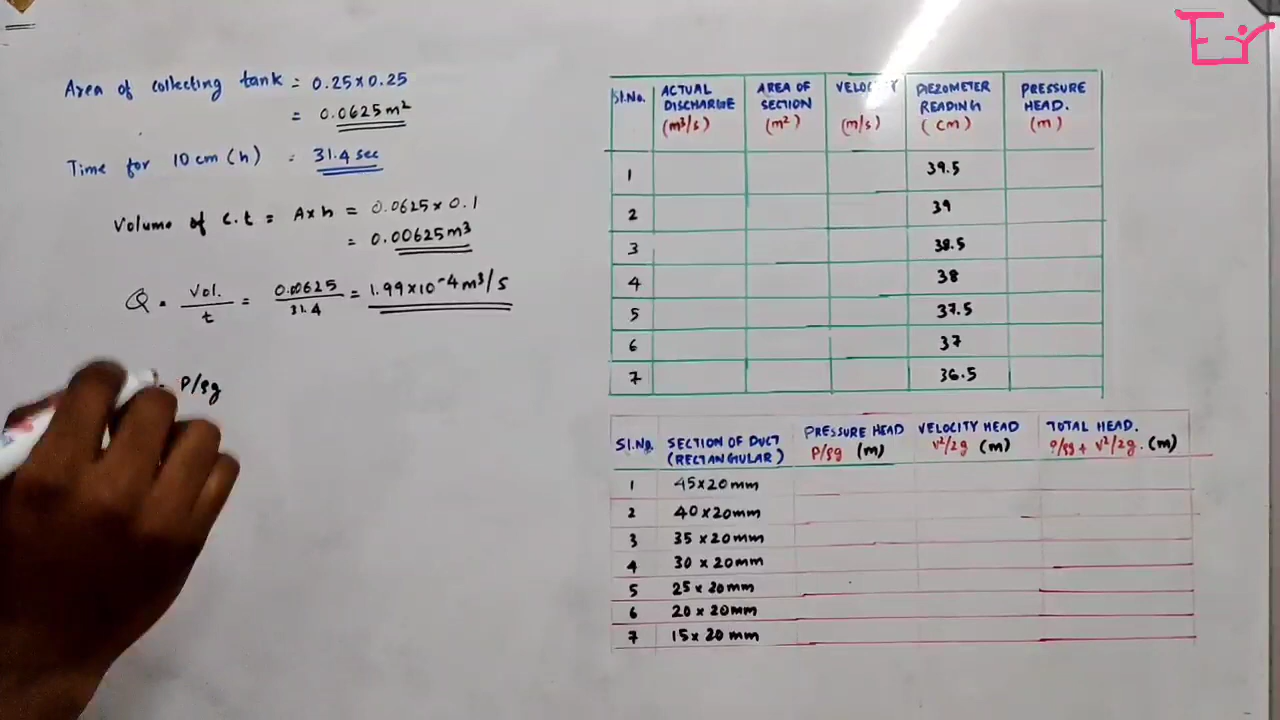 Er
Area of collecting tank = 0.25×0.25
= 0.0625m²
Time for 10cm (h) : 31.4 sec
Volume of C.t = A×h = 0.0625×0.1
= 0.00625m³
Q = Vol./t = 0.00625/31.4 = 1.99×10⁻⁴m³/s
= P/ρg
Sl.No. ACTUAL DISCHARGE (m³/s) AREA OF SECTION (m²) VELOCITY (m/s) PIEZOMETER READING (cm) PRESSURE HEAD. (m)
1 39.5
2 39
3 38.5
4 38
5 37.5
6 37
7 36.5
Sl.No. SECTION OF DUCT (RECTANGULAR) PRESSURE HEAD P/ρg (m) VELOCITY HEAD V²/2g (m) TOTAL HEAD. P/ρg + V²/2g. (m)
1 45×20mm
2 40×20mm
3 35×20mm
4 30×20mm
5 25×20mm
6 20×20mm
7 15×20mm